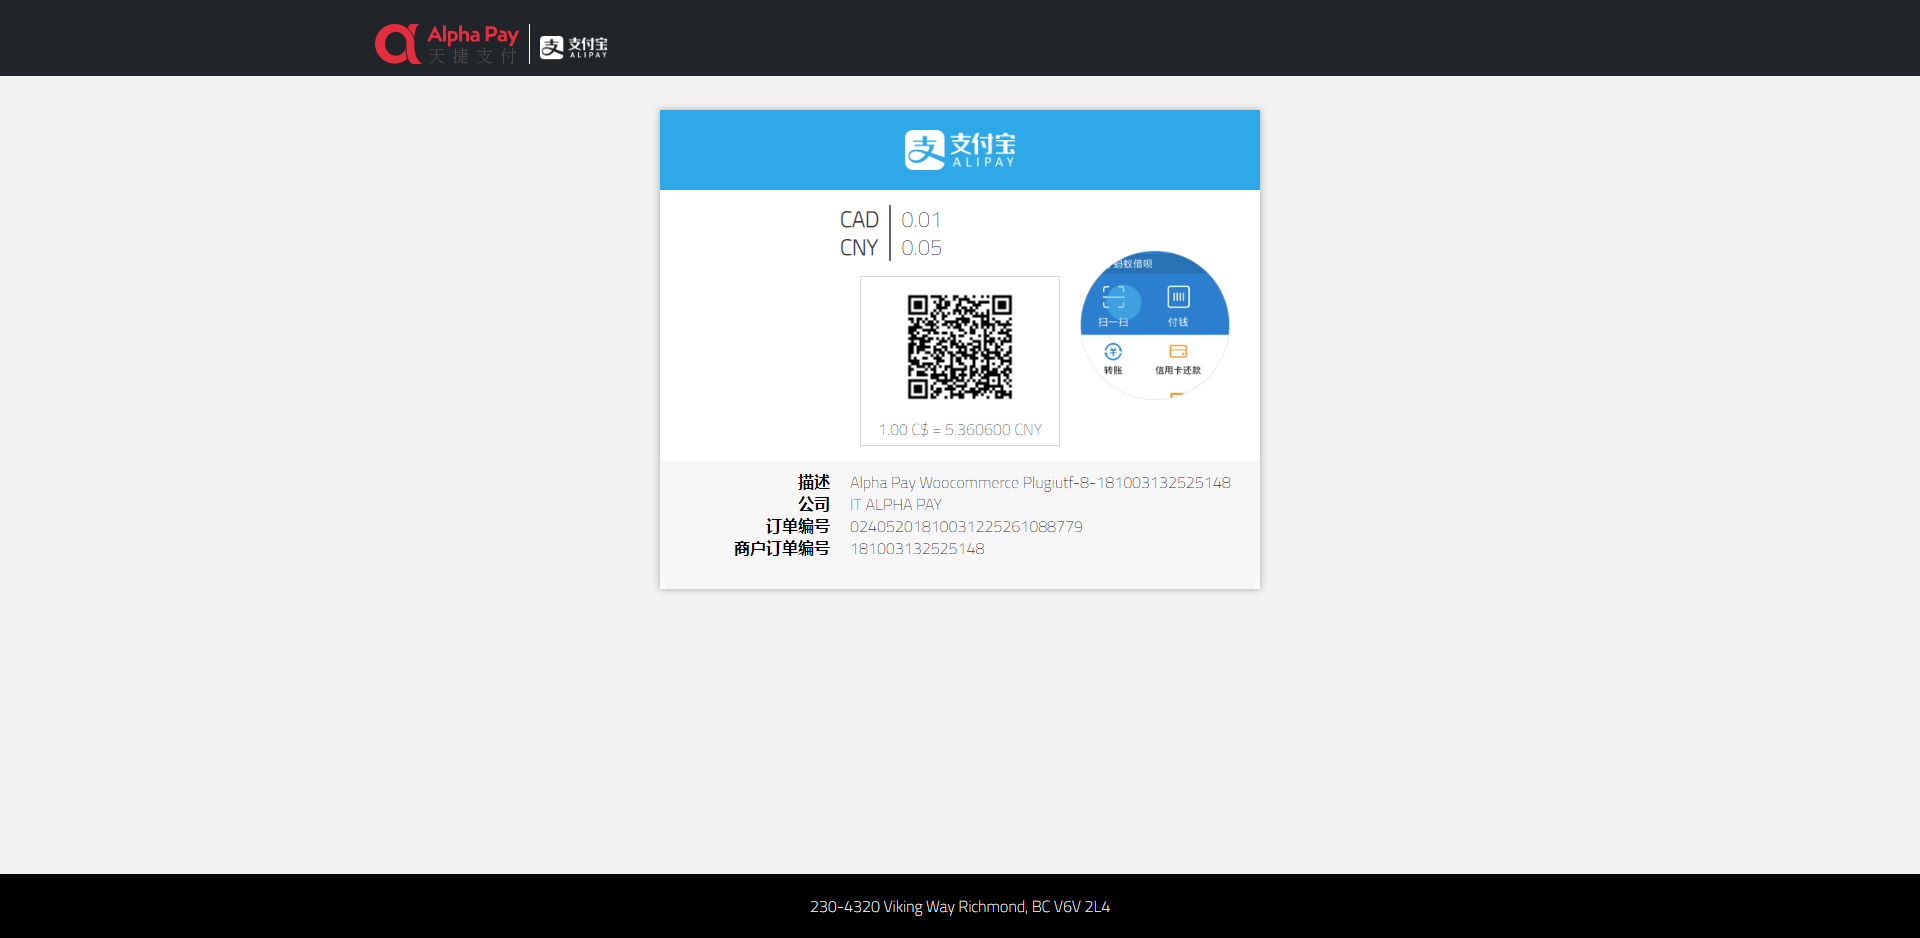 Alpha Pay
天捷支付
支付宝
ALIPAY
支付宝
ALIPAY
CAD 0.01
CNY 0.05
蚂蚁借呗
扫一扫 付钱
转账 信用卡还款
1.00 C$ = 5.360600 CNY
描述 Alpha Pay Woocommerce Plugiutf-8-181003132525148
公司 IT ALPHA PAY
订单编号 02405201810031225261088779
商户订单编号 181003132525148
230-4320 Viking Way Richmond, BC V6V 2L4